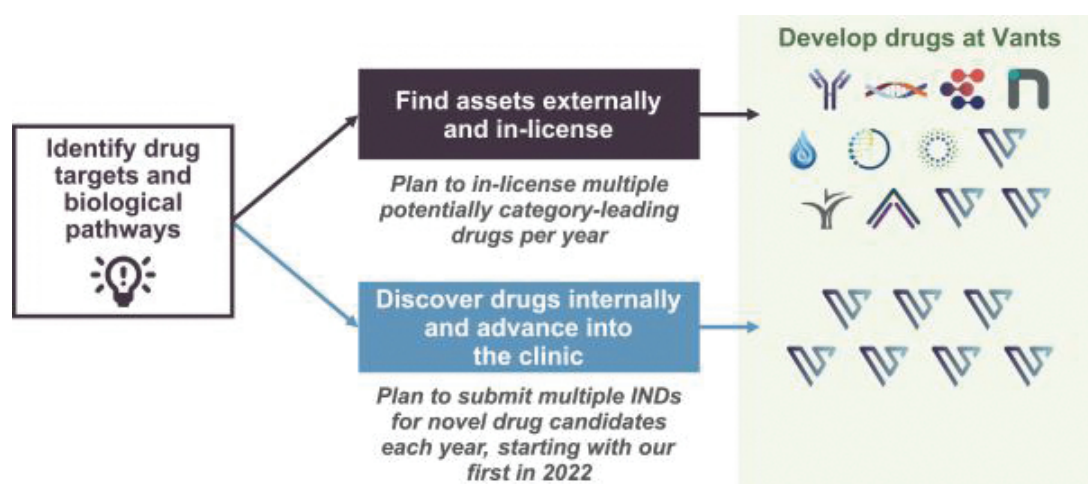 Identify drug
targets and
biological
pathways
Find assets externally
and in-license
Plan to in-license multiple
potentially category-leading
drugs per year
Discover drugs internally
and advance into
the clinic
Plan to submit multiple INDs
for novel drug candidates
each year, starting with our
first in 2022
Develop drugs at Vants